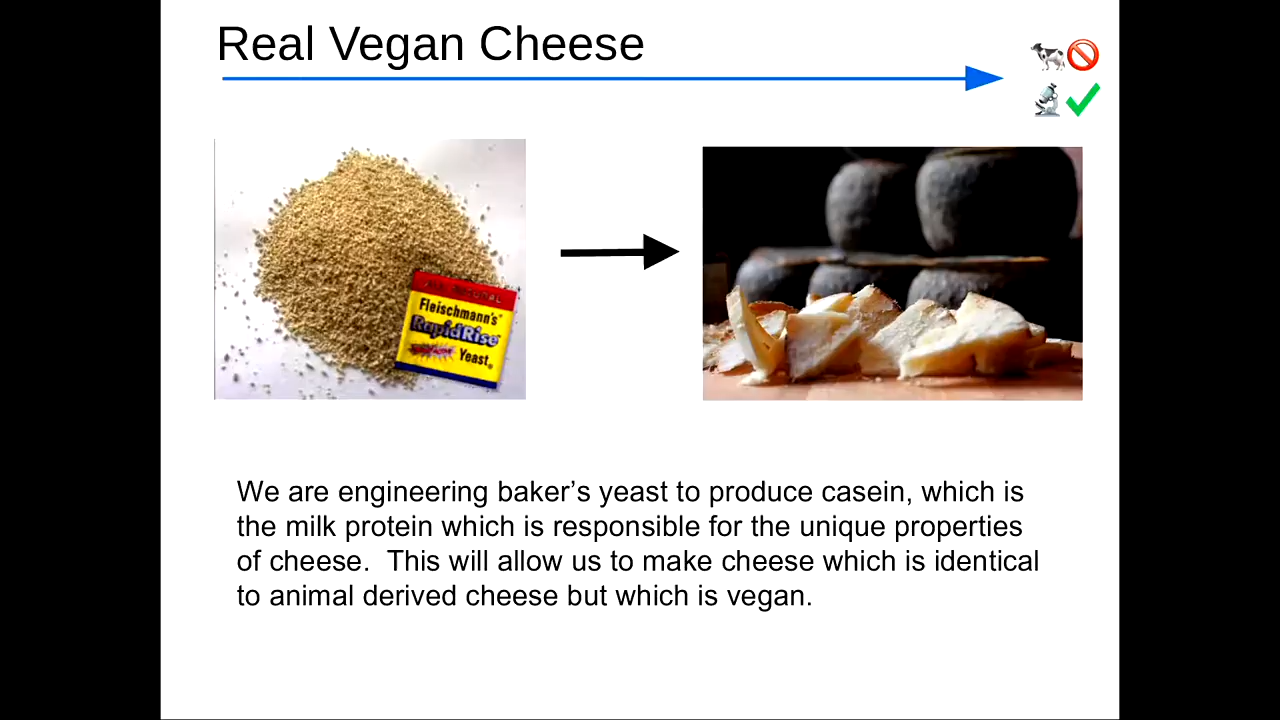 Real Vegan Cheese
ALL NATURAL
Fleischmann's
RapidRise
Yeast
We are engineering baker’s yeast to produce casein, which is
the milk protein which is responsible for the unique properties
of cheese.  This will allow us to make cheese which is identical
to animal derived cheese but which is vegan.